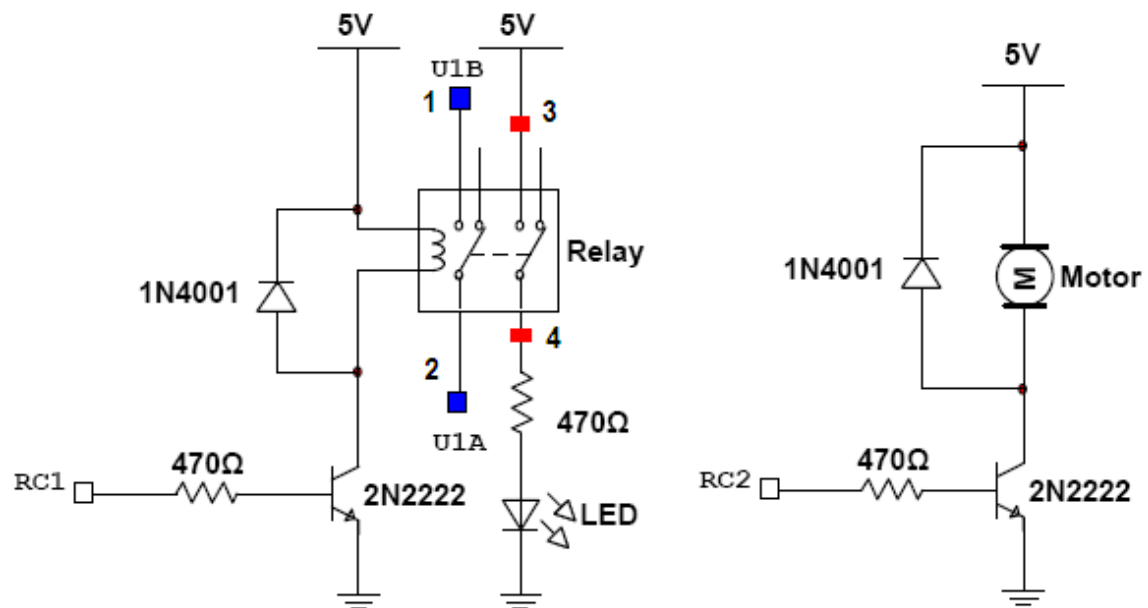 5V
5V
U1B
1
3
5V
Relay
1N4001
1N4001
M
Motor
4
2
470Ω
U1A
RC1
470Ω
2N2222
LED
RC2
470Ω
2N2222